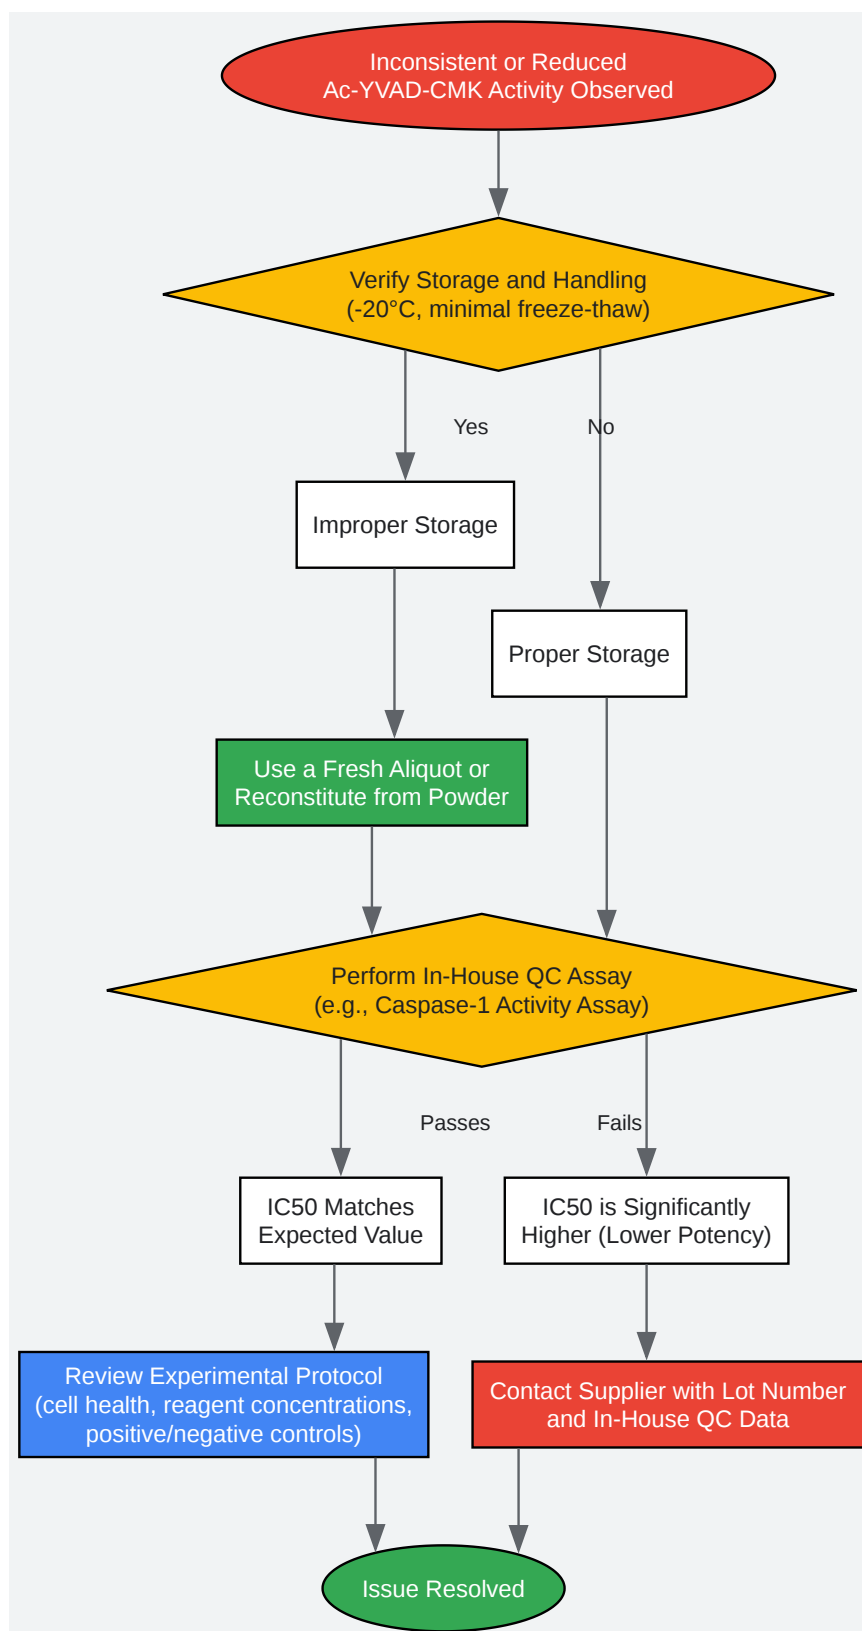 Inconsistent or Reduced
Ac-YVAD-CMK Activity Observed
Verify Storage and Handling
(-20°C, minimal freeze-thaw)
Yes
No
Improper Storage
Proper Storage
Use a Fresh Aliquot or
Reconstitute from Powder
Perform In-House QC Assay
(e.g., Caspase-1 Activity Assay)
Passes
Fails
IC50 Matches
Expected Value
IC50 is Significantly
Higher (Lower Potency)
Review Experimental Protocol
(cell health, reagent concentrations,
positive/negative controls)
Contact Supplier with Lot Number
and In-House QC Data
Issue Resolved